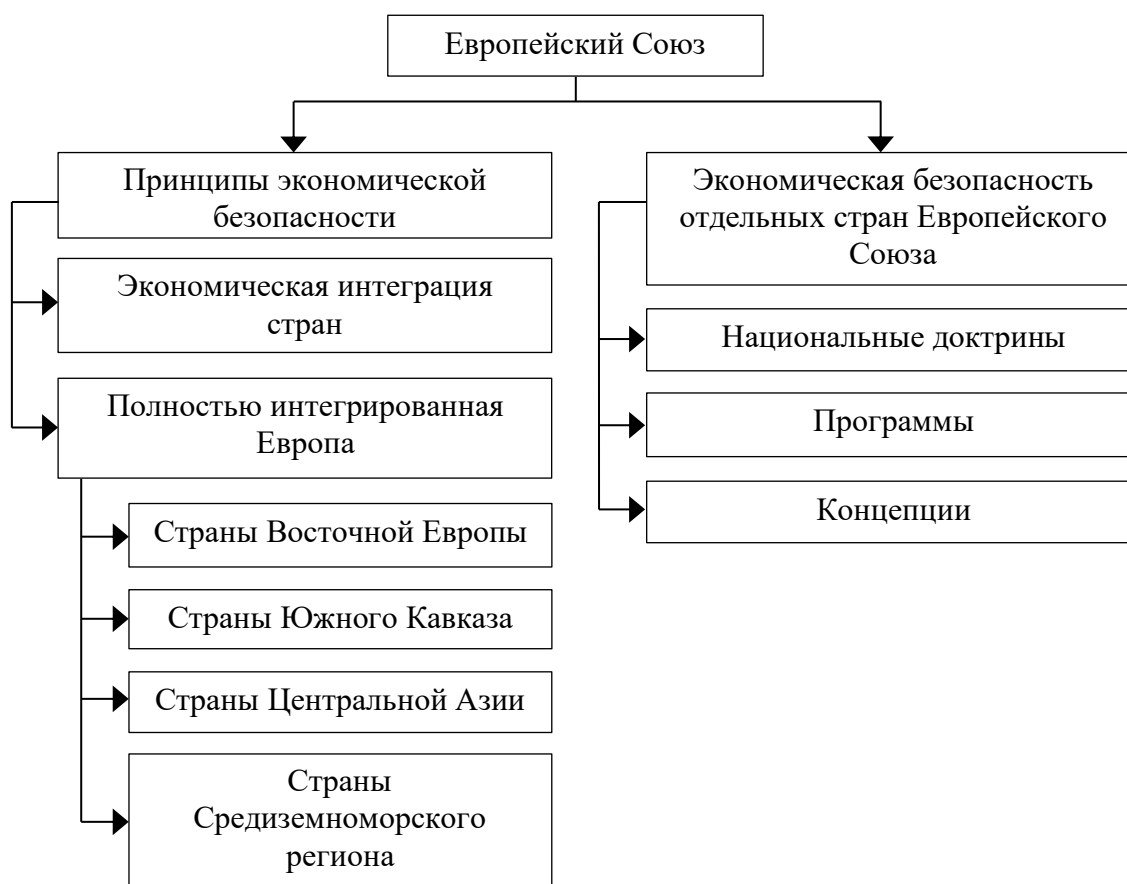 Европейский Союз
Принципы экономической
безопасности
Экономическая интеграция
стран
Полностью интегрированная
Европа
Страны Восточной Европы
Страны Южного Кавказа
Страны Центральной Азии
Страны
Средиземноморского
региона
Экономическая безопасность
отдельных стран Европейского
Союза
Национальные доктрины
Программы
Концепции